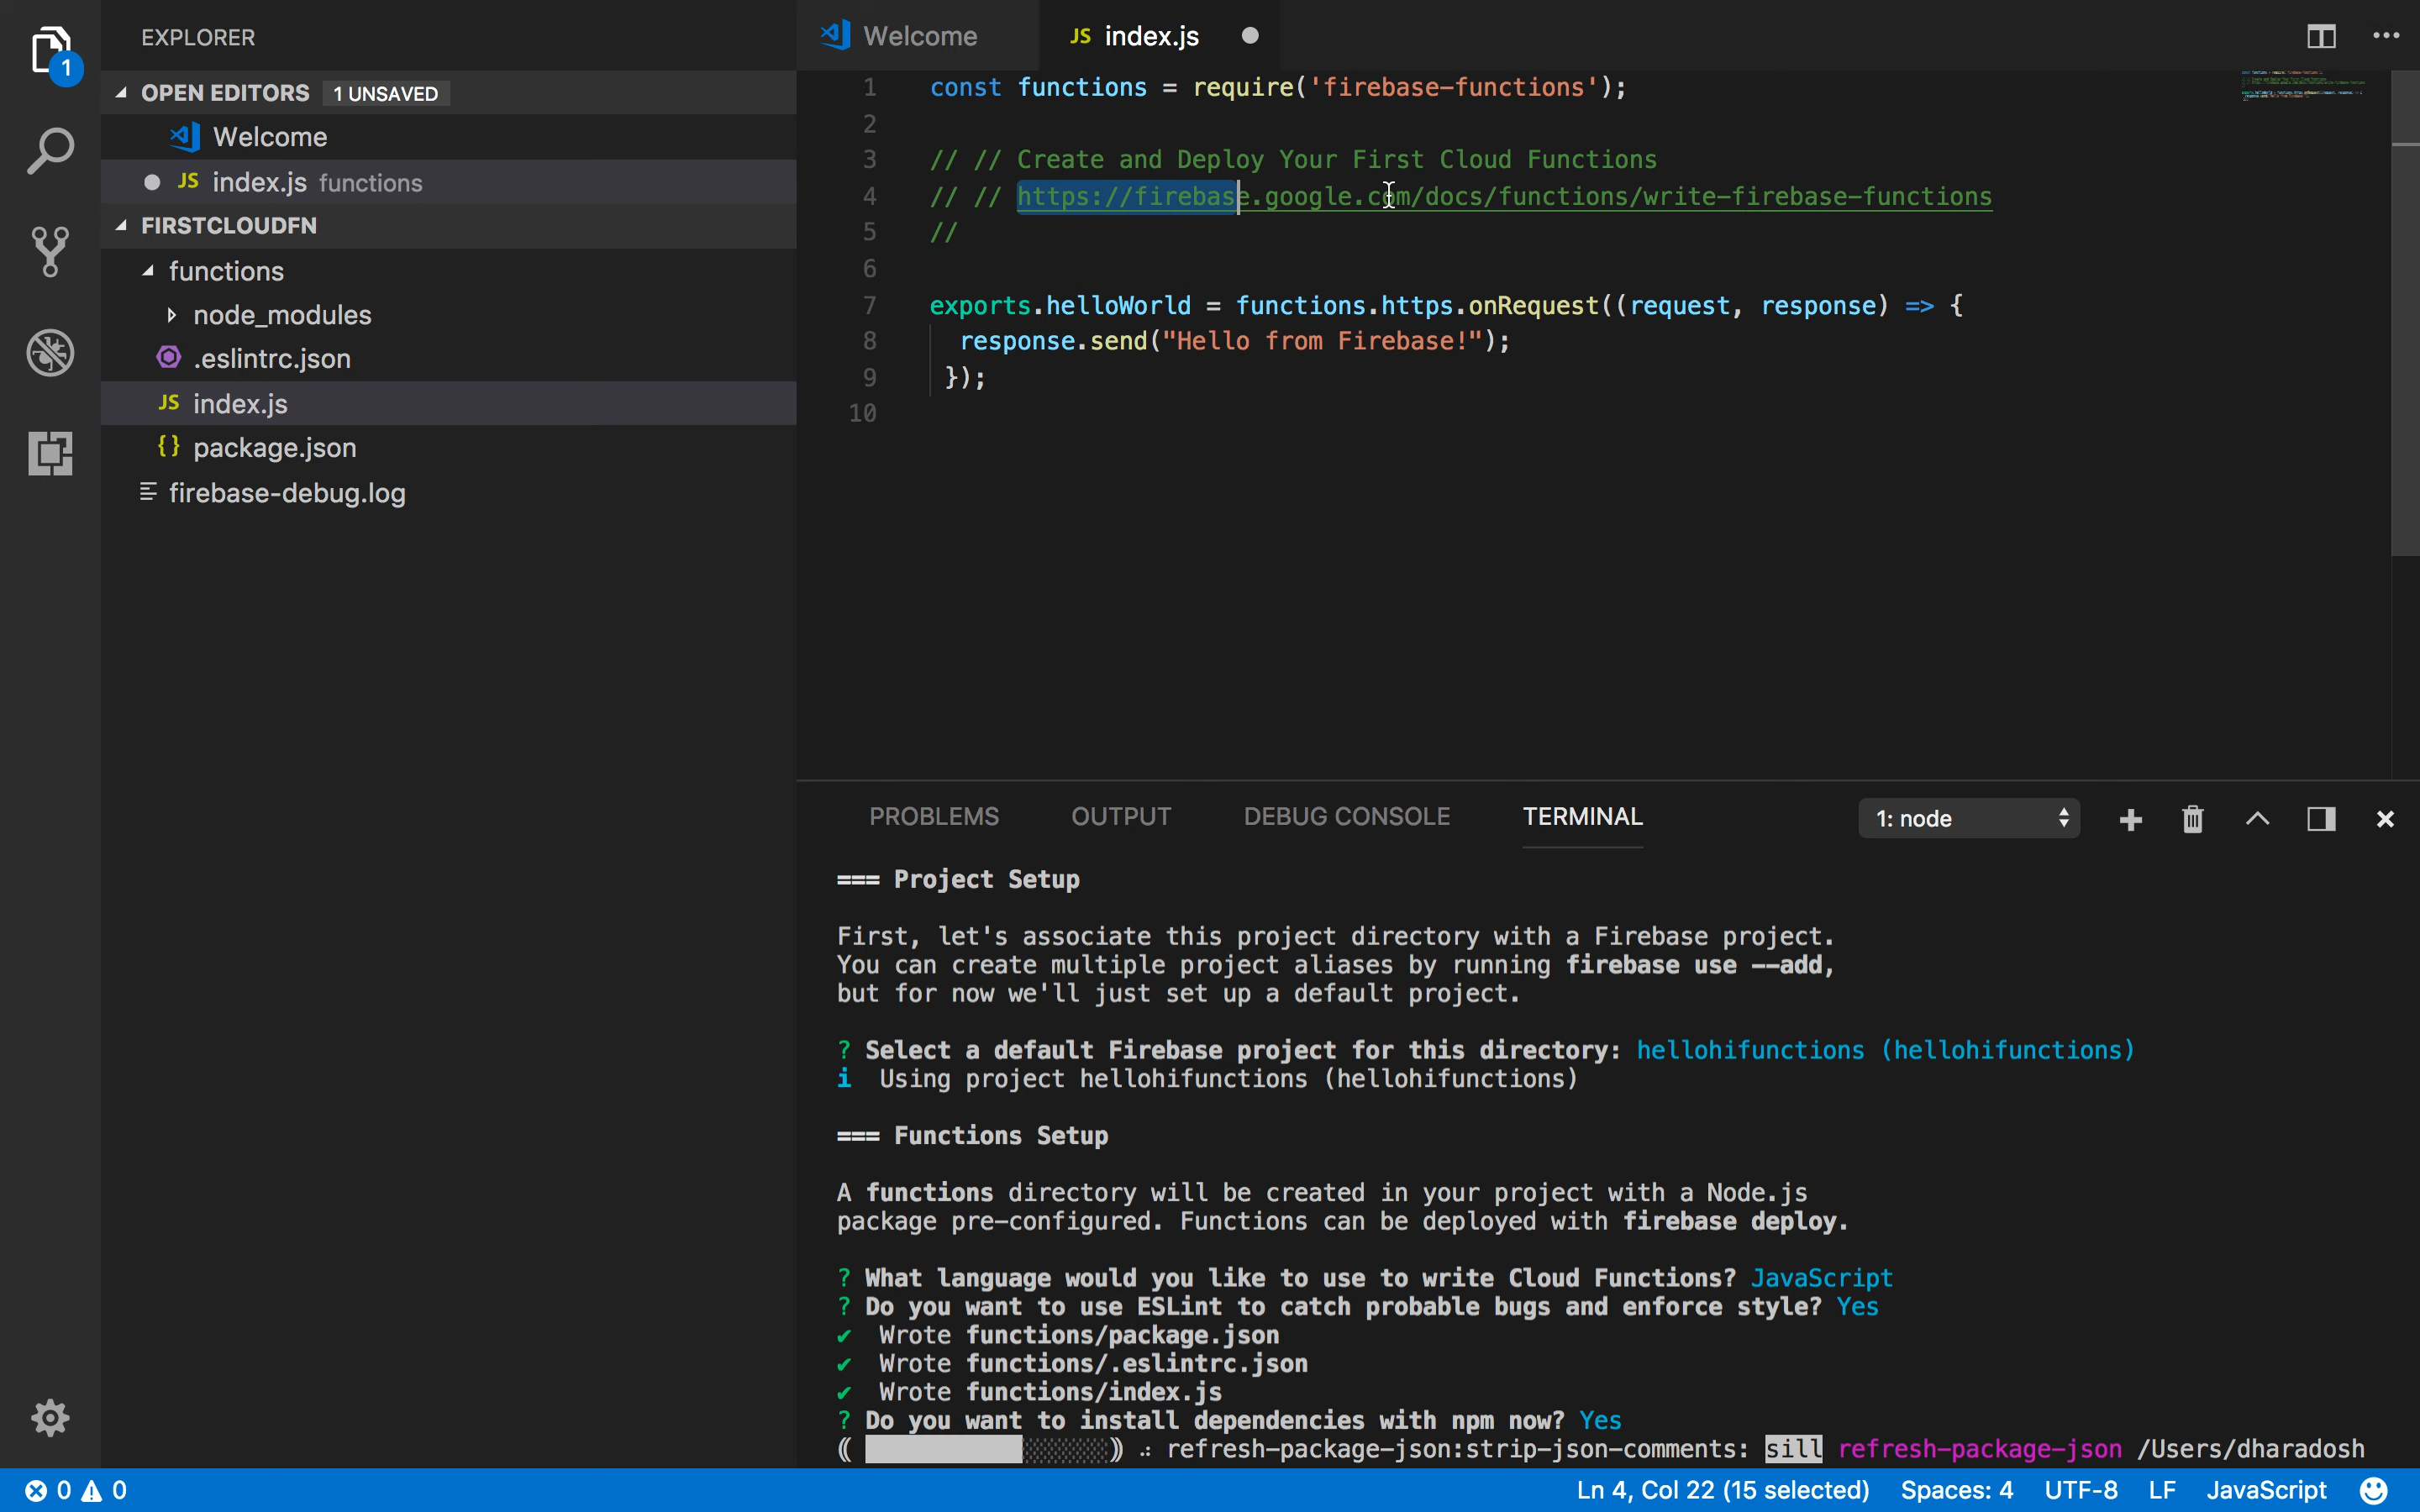 EXPLORER
OPEN EDITORS 1 UNSAVED
Welcome
JS index.js functions
FIRSTCLOUDFN
functions
node_modules
.eslintrc.json
JS index.js
{} package.json
firebase-debug.log
1
Welcome
JS index.js
1 const functions = require('firebase-functions');
2
3 // // Create and Deploy Your First Cloud Functions
4 // // https://firebase.google.com/docs/functions/write-firebase-functions
5 //
6
7 exports.helloWorld = functions.https.onRequest((request, response) => {
8 response.send("Hello from Firebase!");
9 });
10
PROBLEMS OUTPUT DEBUG CONSOLE TERMINAL 1: node
=== Project Setup
First, let's associate this project directory with a Firebase project.
You can create multiple project aliases by running firebase use --add,
but for now we'll just set up a default project.
? Select a default Firebase project for this directory: hellohifunctions (hellohifunctions)
i Using project hellohifunctions (hellohifunctions)
=== Functions Setup
A functions directory will be created in your project with a Node.js
package pre-configured. Functions can be deployed with firebase deploy.
? What language would you like to use to write Cloud Functions? JavaScript
? Do you want to use ESLint to catch probable bugs and enforce style? Yes
✔ Wrote functions/package.json
✔ Wrote functions/.eslintrc.json
✔ Wrote functions/index.js
? Do you want to install dependencies with npm now? Yes
refresh-package-json:strip-json-comments: sill refresh-package-json /Users/dharadosh
0 0 Ln 4, Col 22 (15 selected) Spaces: 4 UTF-8 LF JavaScript